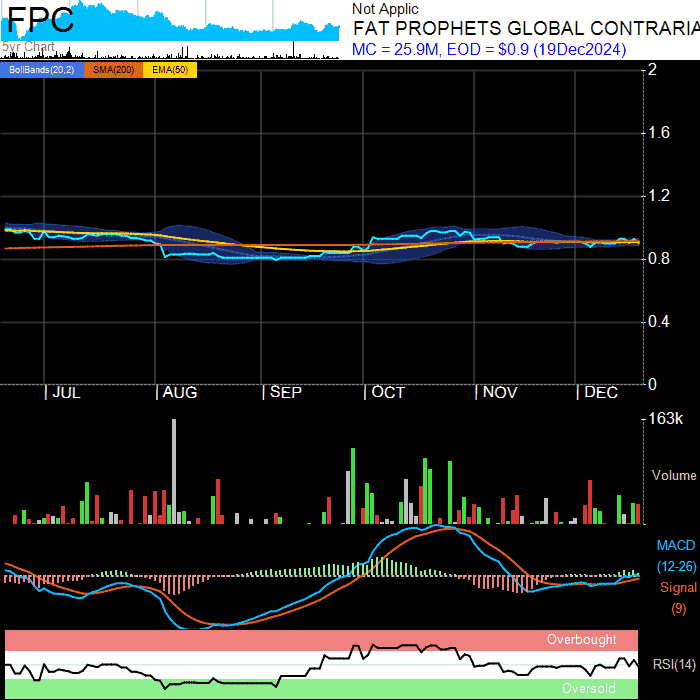 FPC
5yr Chart
Not Applic
FAT PROPHETS GLOBAL CONTRARIA
MC = 25.9M, EOD = $0.9 (19Dec2024)
BollBands(20,2) SMA(200) EMA(50)
2
1.6
1.2
0.8
0.4
0
JUL AUG SEP OCT NOV DEC
163k
Volume
MACD
(12-26)
Signal
(9)
Overbought
RSI(14)
Oversold